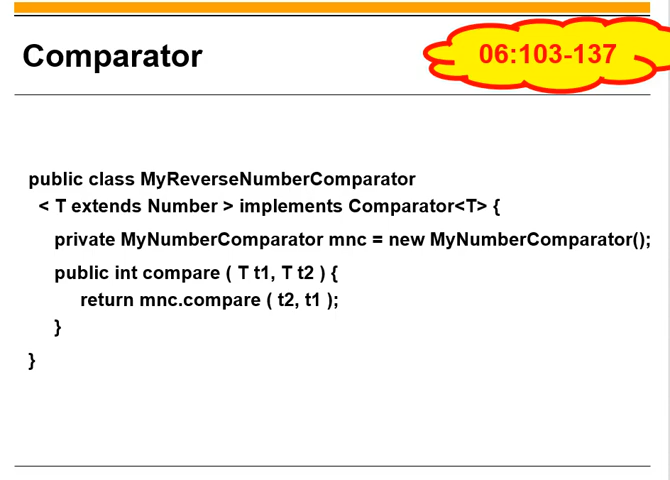 Comparator
06:103-137
public class MyReverseNumberComparator
< T extends Number > implements Comparator<T> {
private MyNumberComparator mnc = new MyNumberComparator();
public int compare ( T t1, T t2 ) {
return mnc.compare ( t2, t1 );
}
}